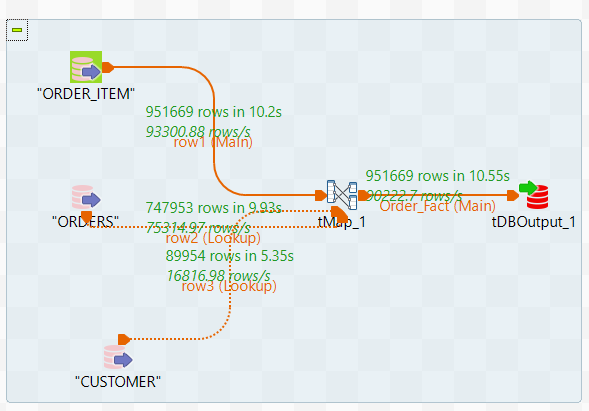 "ORDER_ITEM"
951669 rows in 10.2s
93300.88 rows/s
row1 (Main)
951669 rows in 10.55s
90222.7 rows/s
Order_Fact (Main)
"ORDERS"
747953 rows in 9.93s
75314.97 rows/s
row2 (Lookup)
tMap_1
tDBOutput_1
89954 rows in 5.35s
16816.98 rows/s
row3 (Lookup)
"CUSTOMER"